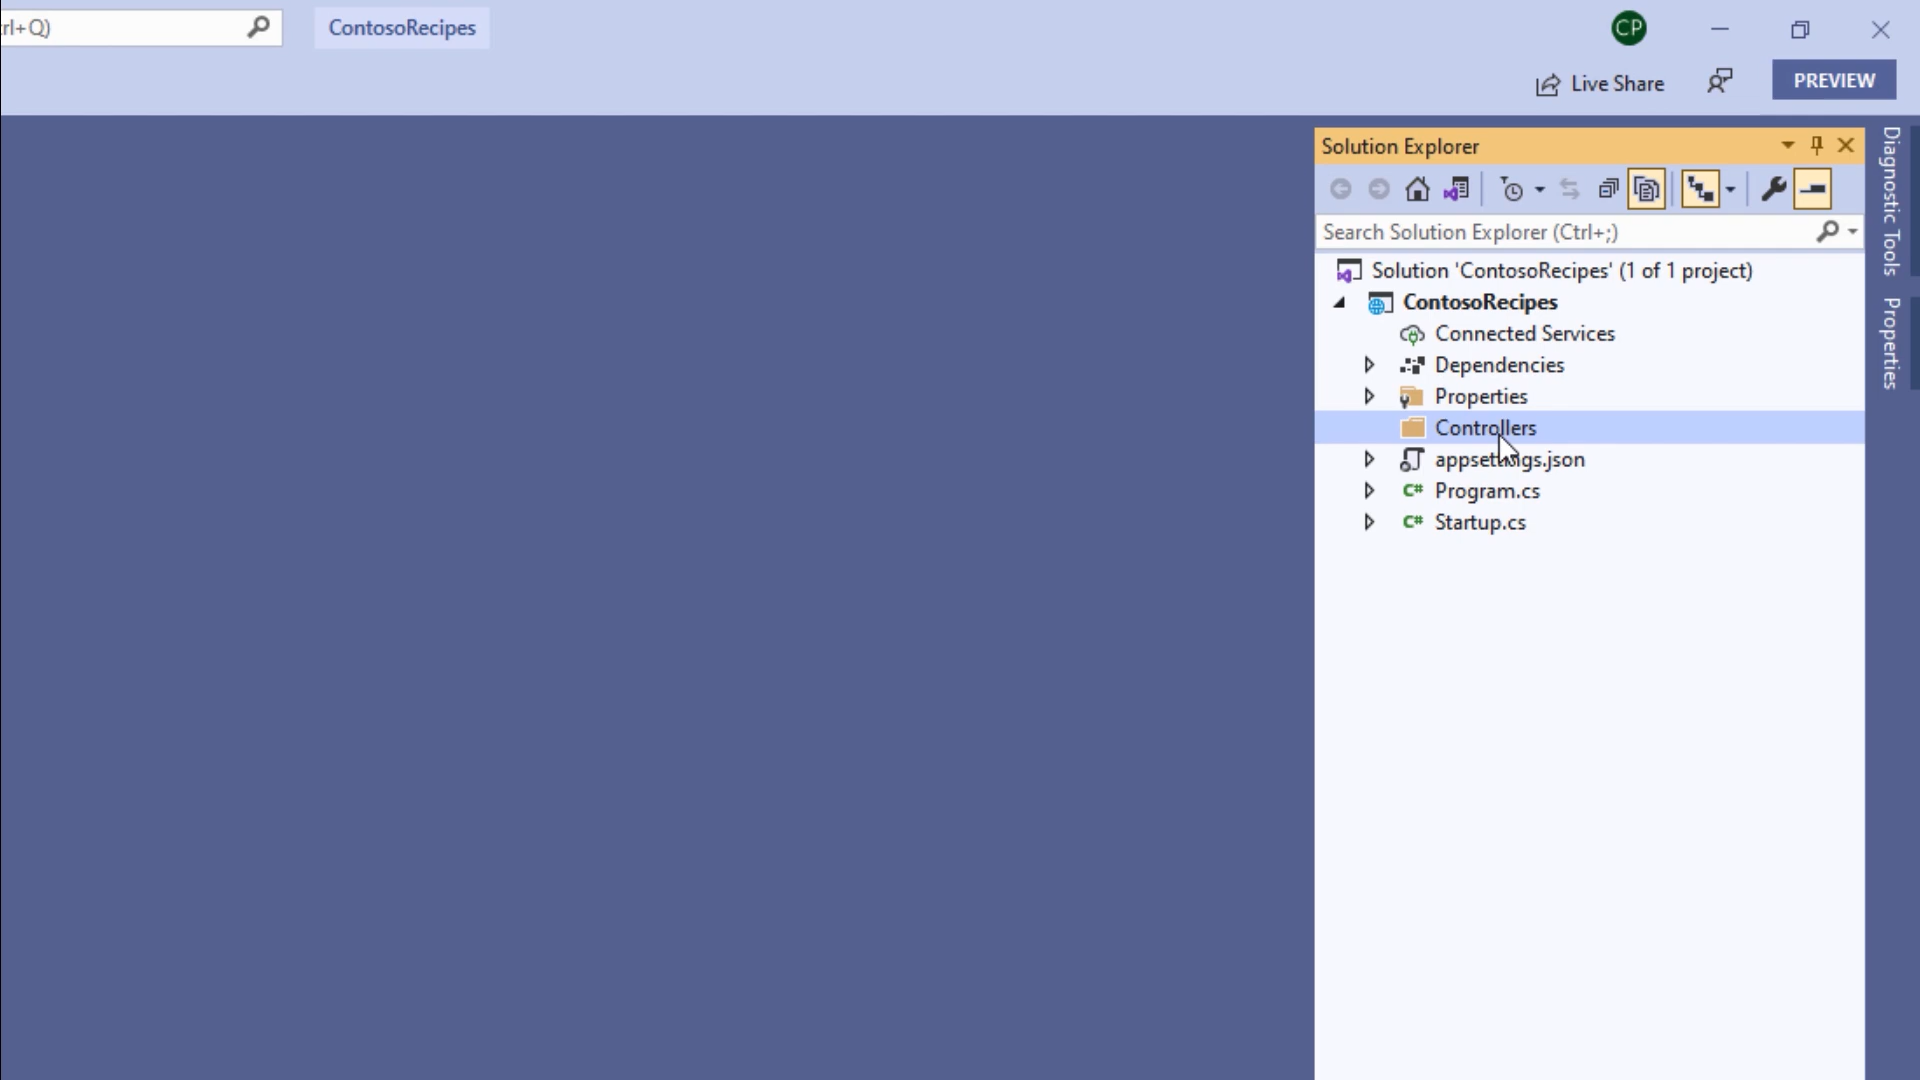 rl+Q)
ContosoRecipes
CP
Live Share
PREVIEW
Solution Explorer
Search Solution Explorer (Ctrl+;)
Solution 'ContosoRecipes' (1 of 1 project)
ContosoRecipes
Connected Services
Dependencies
Properties
Controllers
appsettings.json
C# Program.cs
C# Startup.cs
Diagnostic Tools
Properties